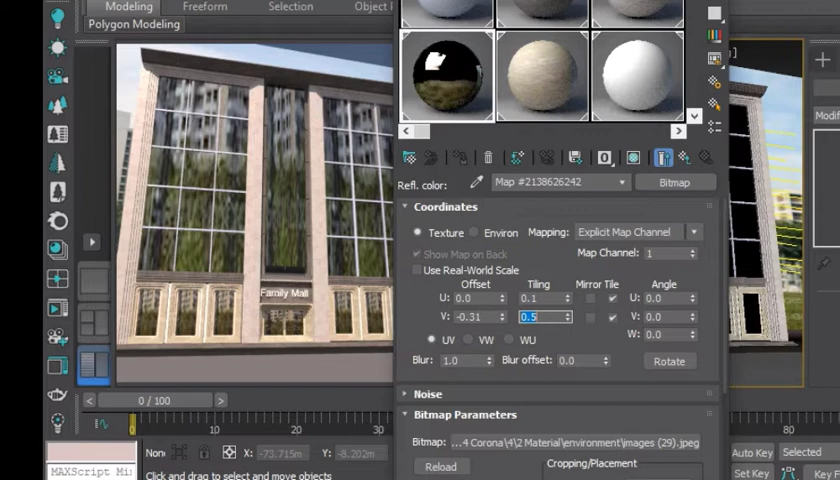 Modeling Freeform Selection Object
Polygon Modeling
Family Mall
Refl. color: Map #2138626242 Bitmap
Coordinates
Texture Environ Mapping: Explicit Map Channel
Show Map on Back Map Channel: 1
Use Real-World Scale
Offset Tiling Mirror Tile Angle
U: 0.0 0.1 U: 0.0
V: -0.31 0.5 V: 0.0
W: 0.0
UV VW WU
Blur: 1.0 Blur offset: 0.0 Rotate
Noise
Bitmap Parameters
Bitmap: ...4 Corona\4\2 Material\environment\images (29).jpeg
Reload Cropping/Placement
Modi
< 0 / 100 >
0 10 20 30 80
None X: -73.715m Y: -8.202m Auto Key Selected
MAXScript Mi Click and drag to select and move objects Set Key Key F